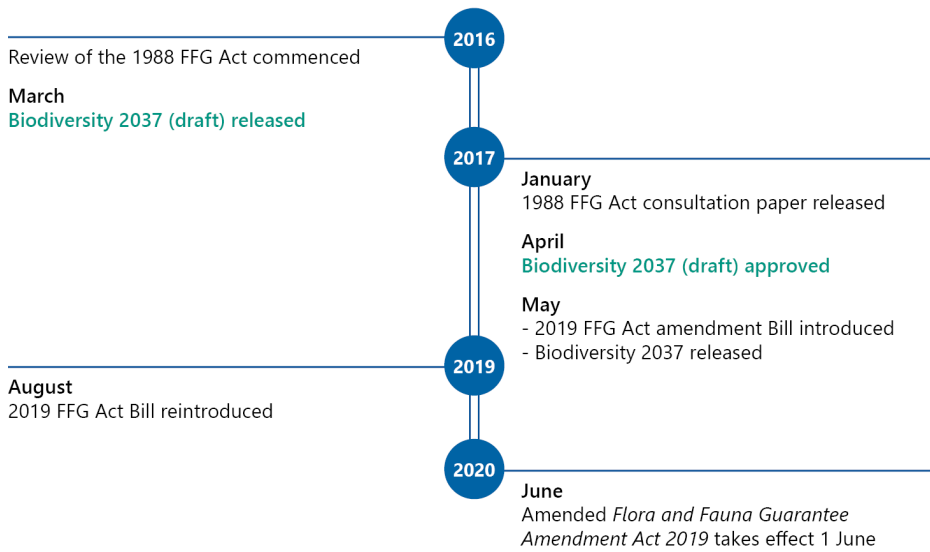 2016
Review of the 1988 FFG Act commenced
March
Biodiversity 2037 (draft) released
2017
January
1988 FFG Act consultation paper released
April
Biodiversity 2037 (draft) approved
May
- 2019 FFG Act amendment Bill introduced
- Biodiversity 2037 released
2019
August
2019 FFG Act Bill reintroduced
2020
June
Amended Flora and Fauna Guarantee
Amendment Act 2019 takes effect 1 June